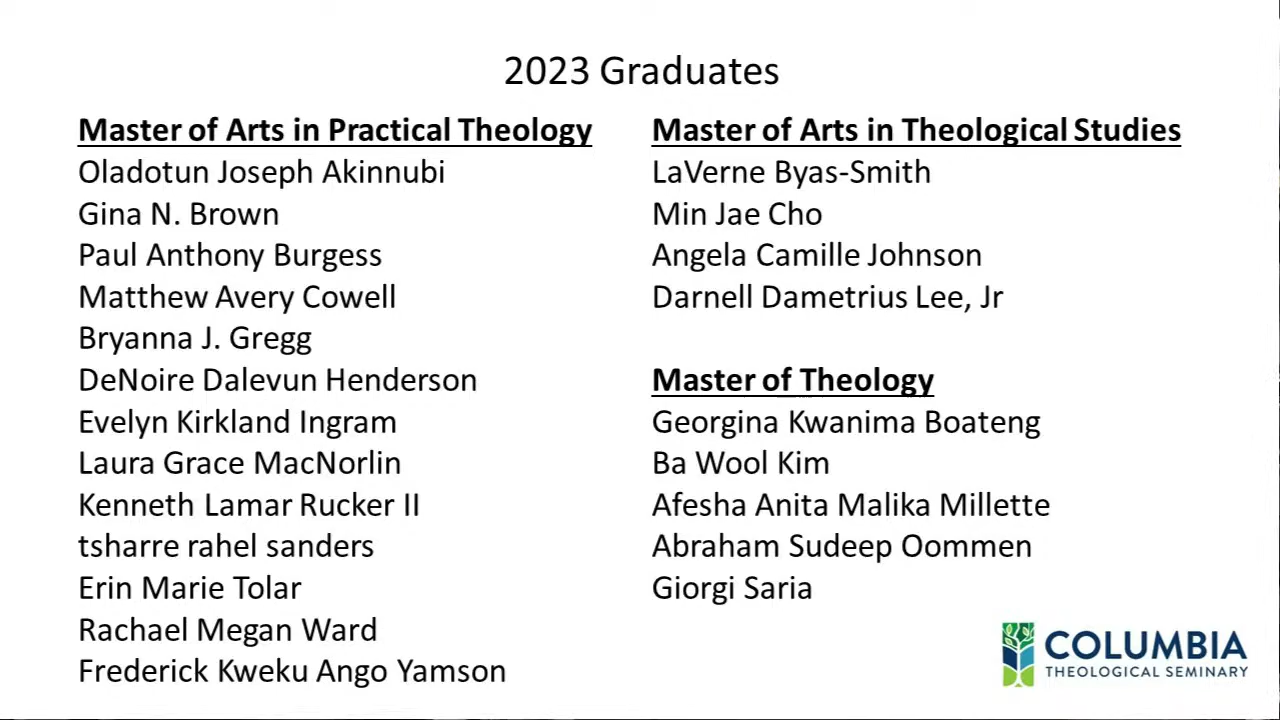 2023 Graduates
Master of Arts in Practical Theology
Oladotun Joseph Akinnubi
Gina N. Brown
Paul Anthony Burgess
Matthew Avery Cowell
Bryanna J. Gregg
DeNoire Dalevun Henderson
Evelyn Kirkland Ingram
Laura Grace MacNorlin
Kenneth Lamar Rucker II
tsharre rahel sanders
Erin Marie Tolar
Rachael Megan Ward
Frederick Kweku Ango Yamson
Master of Arts in Theological Studies
LaVerne Byas-Smith
Min Jae Cho
Angela Camille Johnson
Darnell Dametrius Lee, Jr
Master of Theology
Georgina Kwanima Boateng
Ba Wool Kim
Afesha Anita Malika Millette
Abraham Sudeep Oommen
Giorgi Saria
COLUMBIA
THEOLOGICAL SEMINARY